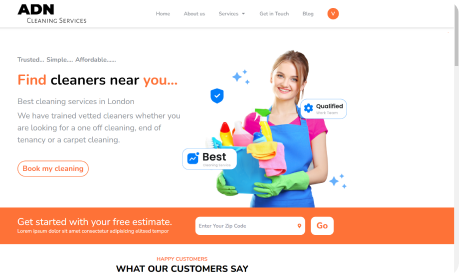 ADN
CLEANING SERVICES
Home About us Services Get in Touch Blog V
Trusted... Simple.... Affordable......
Find cleaners near you...
Best cleaning services in London
We have trained vetted cleaners whether you
are looking for a one off cleaning, end of
tenancy or a carpet cleaning.
Book my cleaning
Qualified
Best
Get started with your free estimate.
Lorem ipsum dolor sit amet consectetur adipiscing elitsed tempor
Enter Your Zip Code
Go
HAPPY CUSTOMERS
WHAT OUR CUSTOMERS SAY